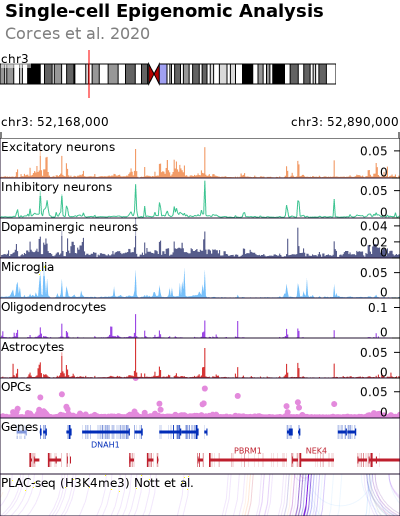 Single-cell Epigenomic Analysis
Corces et al. 2020
chr3
chr3: 52,168,000
chr3: 52,890,000
Excitatory neurons
0.05
0
Inhibitory neurons
0.05
0
Dopaminergic neurons
0.04
0.02
0
Microglia
0.05
0
Oligodendrocytes
0.1
0
Astrocytes
0.05
0
OPCs
0.05
0
Genes
DNAH1
PBRM1
NEK4
PLAC-seq (H3K4me3) Nott et al.